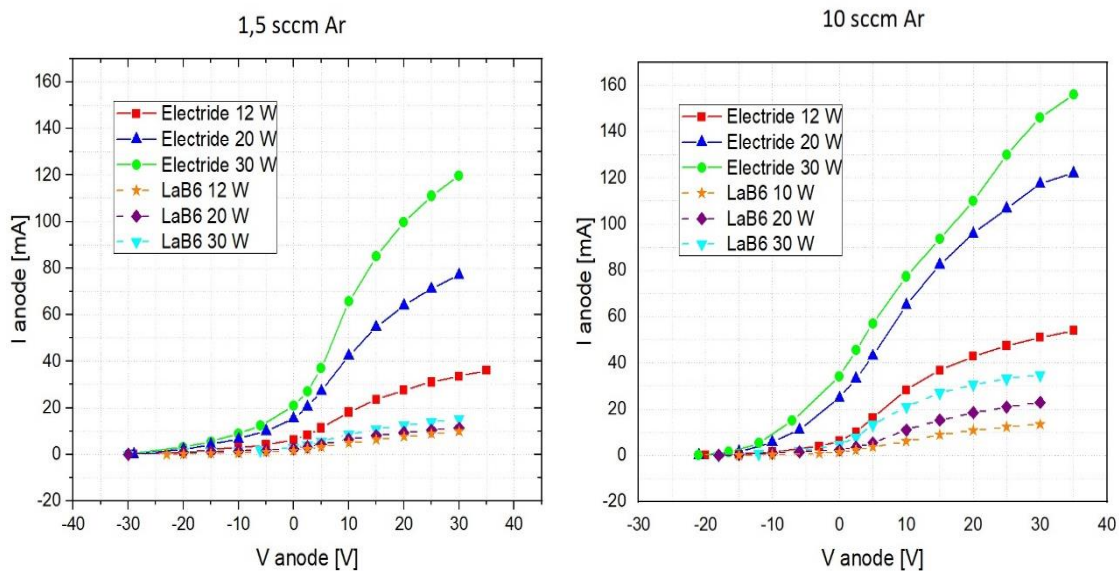 1,5 sccm Ar
I anode [mA]
160
140
120
100
80
60
40
20
0
-20
Electride 12 W
Electride 20 W
Electride 30 W
LaB6 12 W
LaB6 20 W
LaB6 30 W
-40 -30 -20 -10 0 10 20 30 40
V anode [V]
10 sccm Ar
I anode [mA]
160
140
120
100
80
60
40
20
0
-20
Electride 12 W
Electride 20 W
Electride 30 W
LaB6 10 W
LaB6 20 W
LaB6 30 W
-30 -20 -10 0 10 20 30 40
V anode [V]